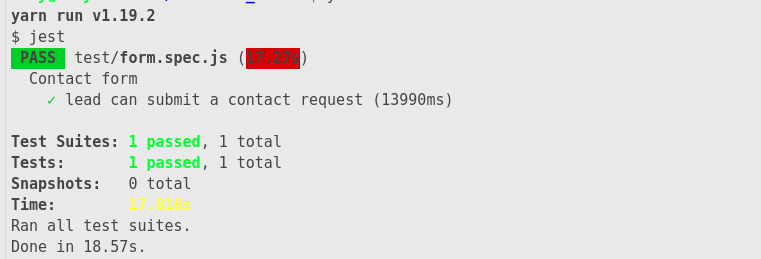 yarn run v1.19.2
$ jest
PASS test/form.spec.js (17.27s)
Contact form
✓ lead can submit a contact request (13990ms)
Test Suites: 1 passed, 1 total
Tests: 1 passed, 1 total
Snapshots: 0 total
Time: 17.816s
Ran all test suites.
Done in 18.57s.